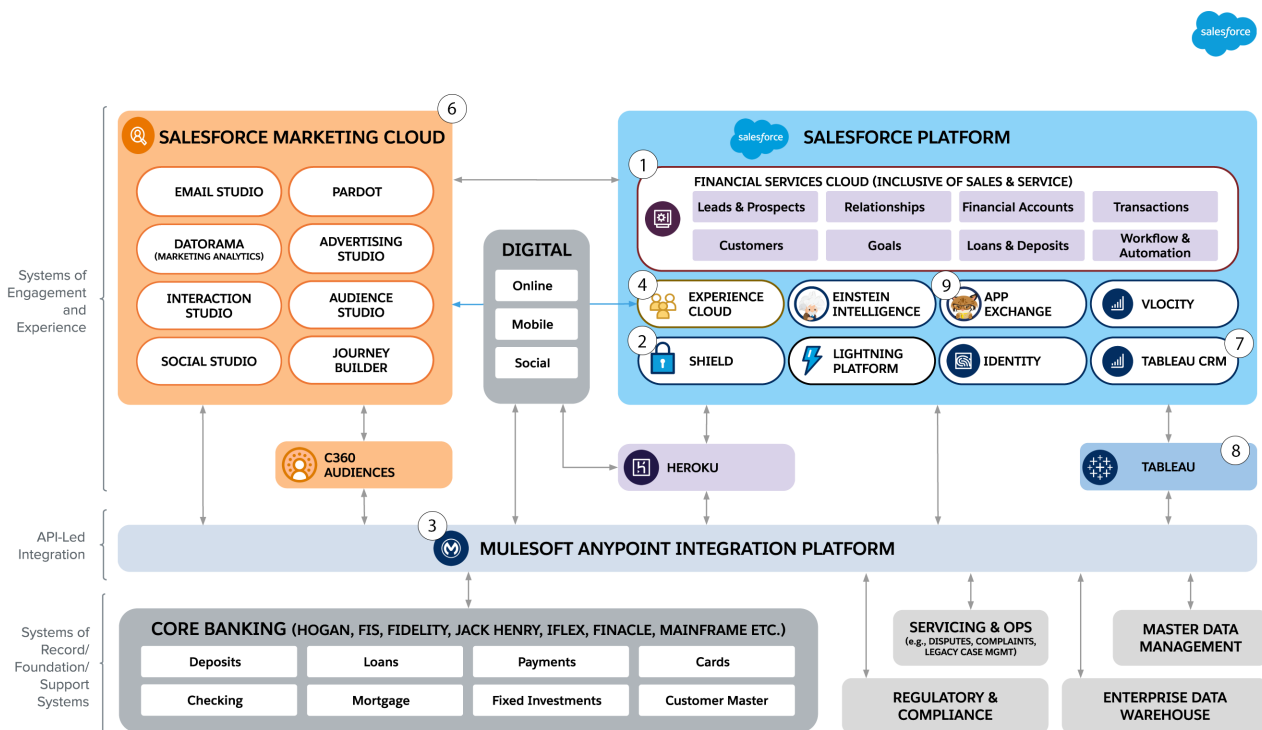 salesforce
6
SALESFORCE MARKETING CLOUD
EMAIL STUDIO
PARDOT
DATORAMA
(MARKETING ANALYTICS)
ADVERTISING
STUDIO
INTERACTION
STUDIO
AUDIENCE
STUDIO
SOCIAL STUDIO
JOURNEY
BUILDER
Systems of
Engagement
and
Experience
DIGITAL
Online
Mobile
Social
salesforce
SALESFORCE PLATFORM
1
FINANCIAL SERVICES CLOUD (INCLUSIVE OF SALES & SERVICE)
Leads & Prospects
Relationships
Financial Accounts
Transactions
Customers
Goals
Loans & Deposits
Workflow &
Automation
4
EXPERIENCE
CLOUD
EINSTEIN
INTELLIGENCE
9
APP
EXCHANGE
VLOCITY
2
SHIELD
LIGHTNING
PLATFORM
IDENTITY
TABLEAU CRM
7
C360
AUDIENCES
HEROKU
TABLEAU
8
API-Led
Integration
3
MULESOFT ANYPOINT INTEGRATION PLATFORM
Systems of
Record/
Foundation/
Support
Systems
CORE BANKING (HOGAN, FIS, FIDELITY, JACK HENRY, IFLEX, FINACLE, MAINFRAME ETC.)
Deposits
Loans
Payments
Cards
Checking
Mortgage
Fixed Investments
Customer Master
SERVICING & OPS
(e.g., DISPUTES, COMPLAINTS,
LEGACY CASE MGMT)
MASTER DATA
MANAGEMENT
REGULATORY &
COMPLIANCE
ENTERPRISE DATA
WAREHOUSE